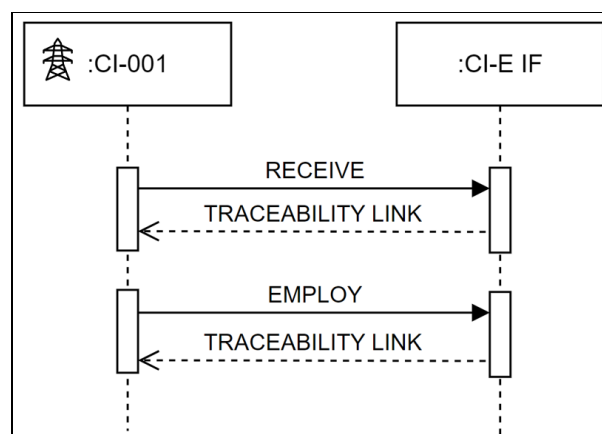 :CI-001
:CI-E IF
RECEIVE
TRACEABILITY LINK
EMPLOY
TRACEABILITY LINK